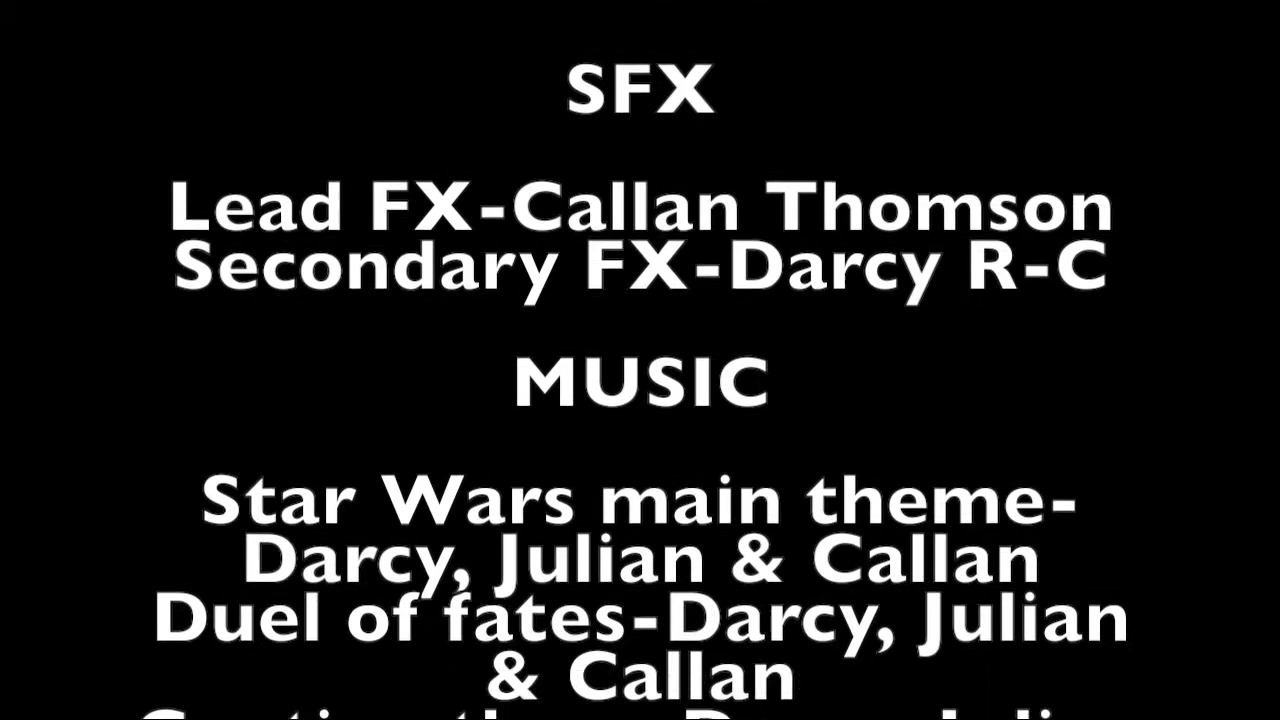 SFX
Lead FX-Callan Thomson
Secondary FX-Darcy R-C
MUSIC
Star Wars main theme-
Darcy, Julian & Callan
Duel of fates-Darcy, Julian
& Callan